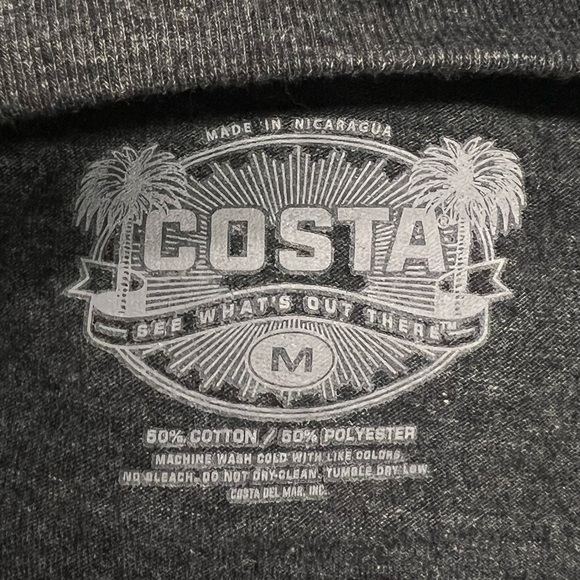 MADE IN NICARAGUA
COSTA®
SEE WHAT'S OUT THERE™
M
50% COTTON / 50% POLYESTER
MACHINE WASH COLD WITH LIKE COLORS
NO BLEACH. DO NOT DRY-CLEAN. TUMBLE DRY LOW.
COSTA DEL MAR, INC.